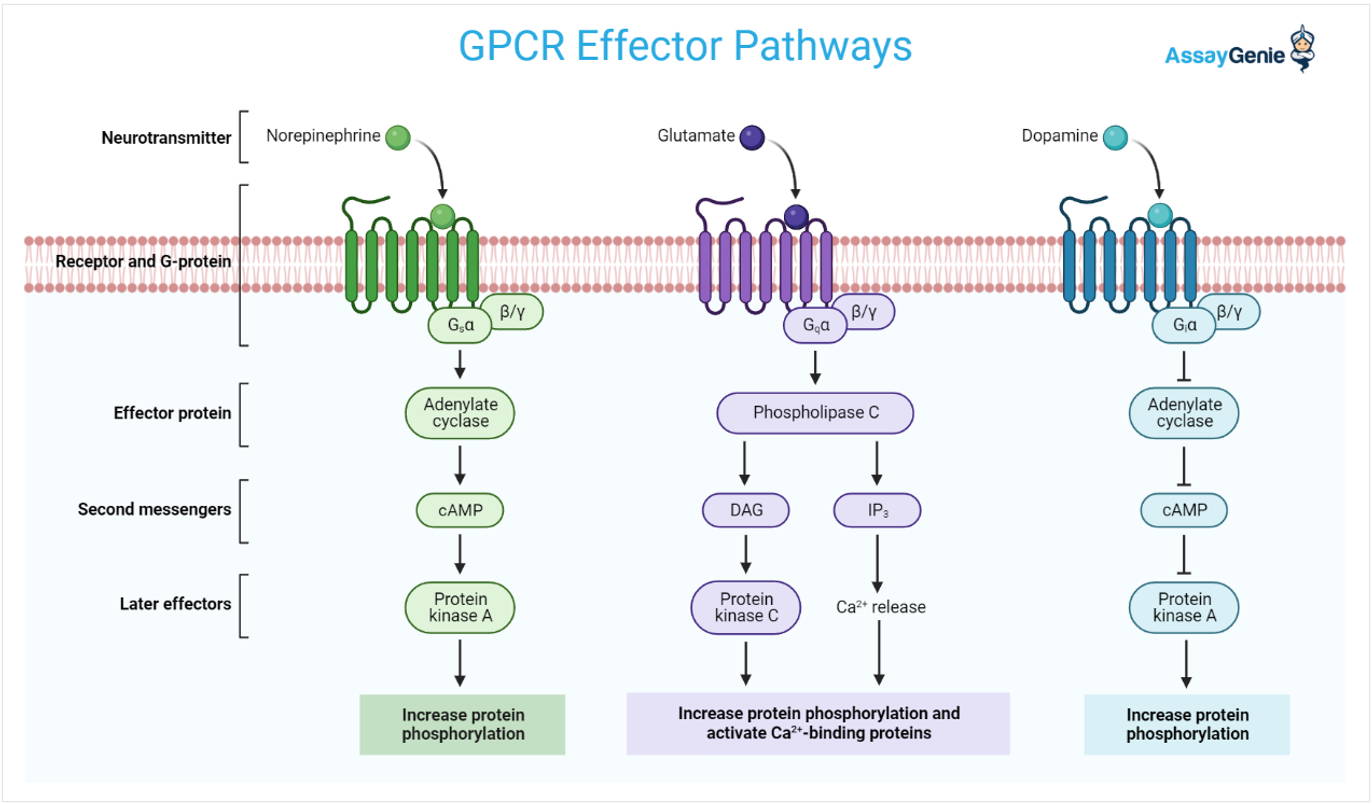 GPCR Effector Pathways
AssayGenie
Neurotransmitter
Norepinephrine
Glutamate
Dopamine
Receptor and G-protein
Gₛα
β/γ
G_qα
β/γ
Gᵢα
β/γ
Effector protein
Adenylate
cyclase
Phospholipase C
Adenylate
cyclase
Second messengers
cAMP
DAG
IP₃
cAMP
Later effectors
Protein
kinase A
Protein
kinase C
Ca²⁺ release
Protein
kinase A
Increase protein
phosphorylation
Increase protein phosphorylation and
activate Ca²⁺-binding proteins
Increase protein
phosphorylation